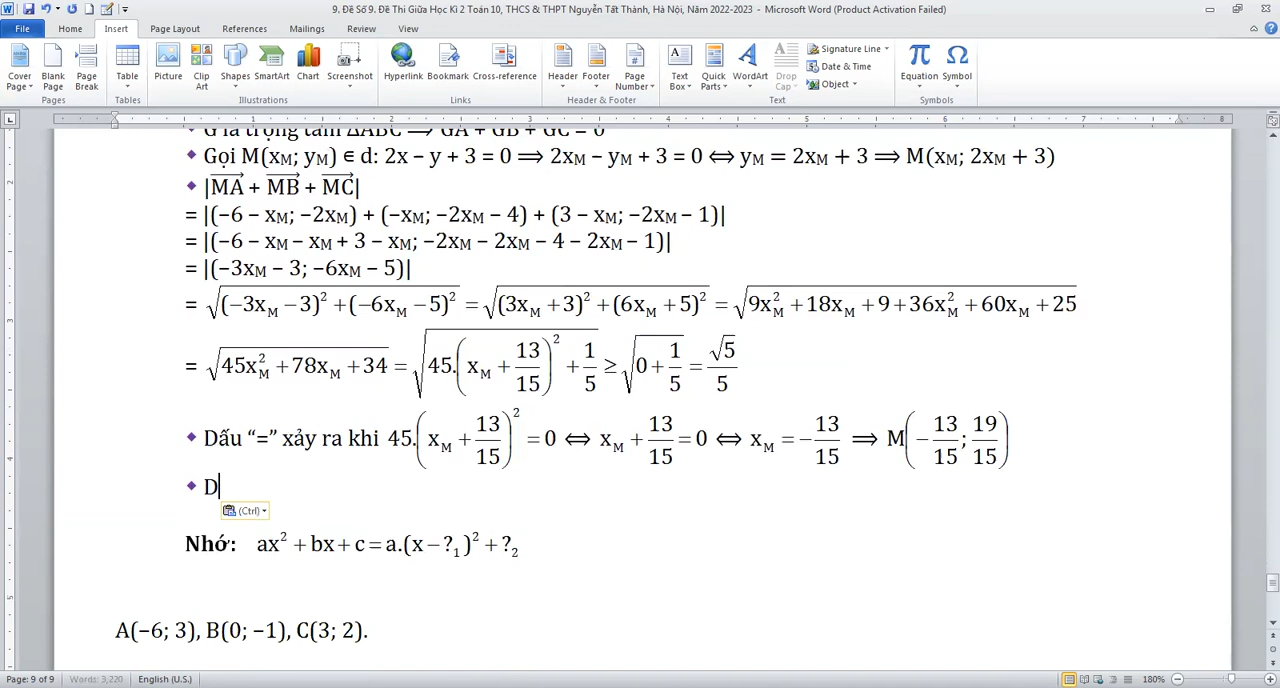 9. Đề Số 9. Đề Thi Giữa Học Kì 2 Toán 10, THCS & THPT Nguyễn Tất Thành, Hà Nội, Năm 2022-2023 - Microsoft Word (Product Activation Failed)
File Home Insert Page Layout References Mailings Review View
Cover Page Blank Page Page Break Table Picture Clip Art Shapes SmartArt Chart Screenshot Hyperlink Bookmark Cross-reference Header Footer Page Number Text Box Quick Parts WordArt Drop Cap Signature Line Date & Time Object Equation Symbol
Pages Tables Illustrations Links Header & Footer Text Symbols
G là trọng tâm ΔABC ⟹ GA + GB + GC = 0
Gọi M(xM; yM) ∈ d: 2x − y + 3 = 0 ⟹ 2xM − yM + 3 = 0 ⟺ yM = 2xM + 3 ⟹ M(xM; 2xM + 3)
|MA + MB + MC|
= |(−6 − xM; −2xM) + (−xM; −2xM − 4) + (3 − xM; −2xM − 1)|
= |(−6 − xM − xM + 3 − xM; −2xM − 2xM − 4 − 2xM − 1)|
= |(−3xM − 3; −6xM − 5)|
= √((−3xM − 3)² + (−6xM − 5)²) = √((3xM + 3)² + (6xM + 5)²) = √(9xM² + 18xM + 9 + 36xM² + 60xM + 25)
= √(45xM² + 78xM + 34) = √(45.(xM + 13/15)² + 1/5) ≥ √(0 + 1/5) = √5/5
Dấu “=” xảy ra khi 45.(xM + 13/15)² = 0 ⟺ xM + 13/15 = 0 ⟺ xM = −13/15 ⟹ M(−13/15; 19/15)
D
(Ctrl)
Nhớ: ax² + bx + c = a.(x − ?₁)² + ?₂
A(−6; 3), B(0; −1), C(3; 2).
Page: 9 of 9 Words: 3,220 English (U.S.) 180%